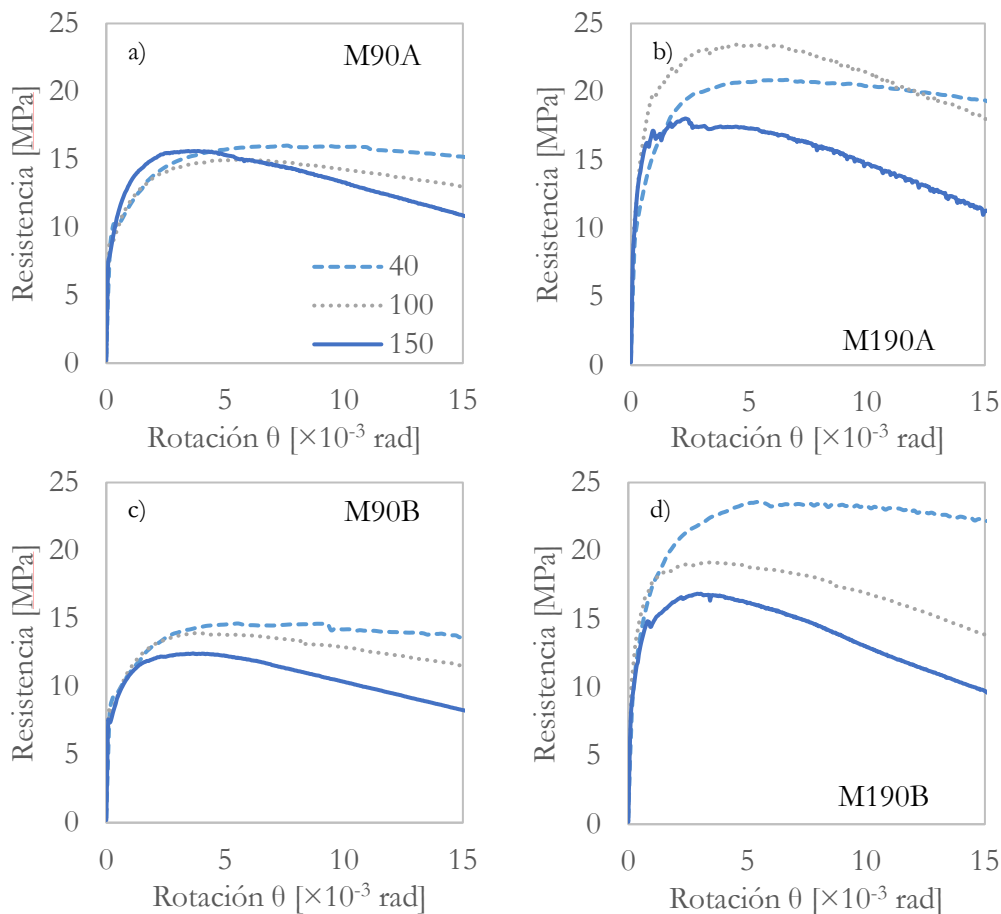 a)
M90A
Resistencia [MPa]
25
20
15
10
5
0
40
100
150
0 5 10 15
Rotación θ [×10⁻³ rad]
b)
M190A
Resistencia [MPa]
25
20
15
10
5
0
0 5 10 15
Rotación θ [×10⁻³ rad]
c)
M90B
Resistencia [MPa]
25
20
15
10
5
0
0 5 10 15
Rotación θ [×10⁻³ rad]
d)
M190B
Resistencia [MPa]
25
20
15
10
5
0
0 5 10 15
Rotación θ [×10⁻³ rad]